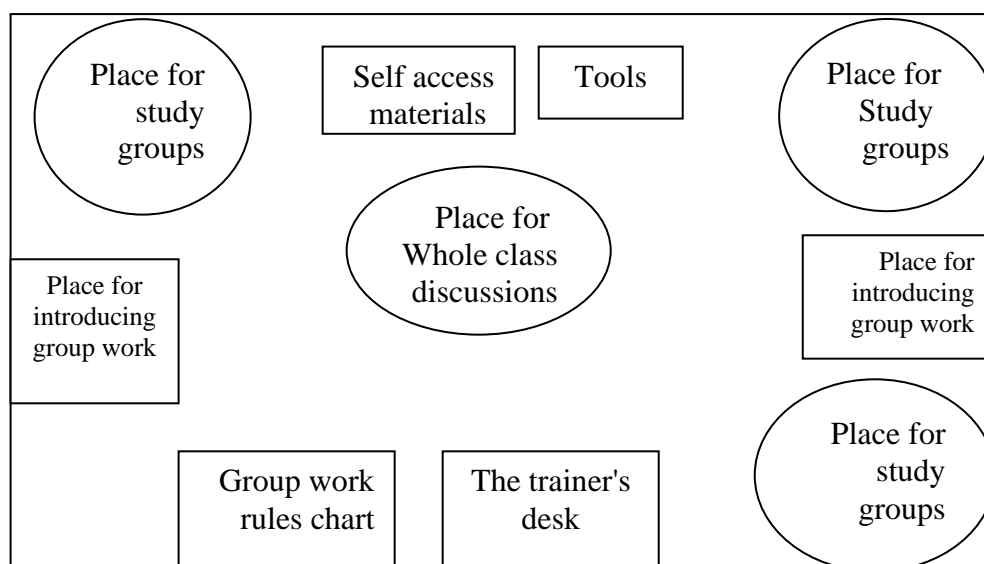 Place for
study
groups
Self access
materials
Tools
Place for
Study
groups
Place for
Whole class
discussions
Place for
introducing
group work
Place for
introducing
group work
Place for
study
groups
Group work
rules chart
The trainer's
desk